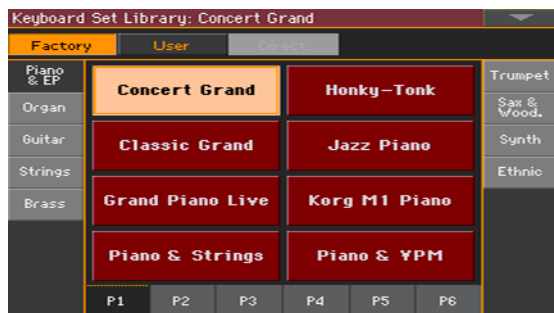 Keyboard Set Library: Concert Grand
Factory User Direct
Piano
& EP
Organ
Guitar
Strings
Brass
Concert Grand
Honky-Tonk
Classic Grand
Jazz Piano
Grand Piano Live
Korg M1 Piano
Piano & Strings
Piano & ¥PM
Trumpet
Sax &
Wood.
Synth
Ethnic
P1 P2 P3 P4 P5 P6